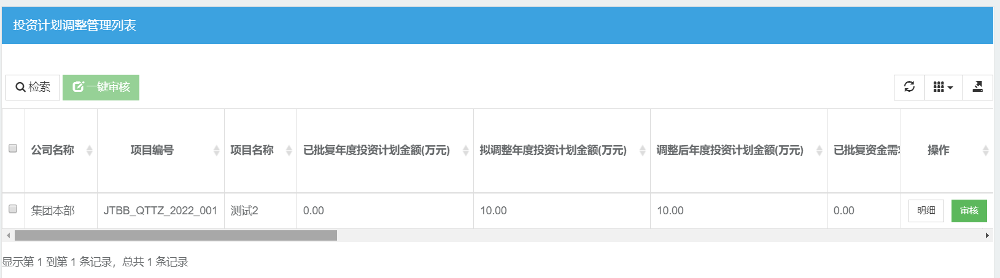 投资计划调整管理列表
检索 一键审核
公司名称 项目编号 项目名称 已批复年度投资计划金额(万元) 拟调整年度投资计划金额(万元) 调整后年度投资计划金额(万元) 已批复资金需 操作
集团本部 JTBB_QTTZ_2022_001 测试2 0.00 10.00 10.00 0.00 明细 审核
显示第 1 到第 1 条记录，总共 1 条记录